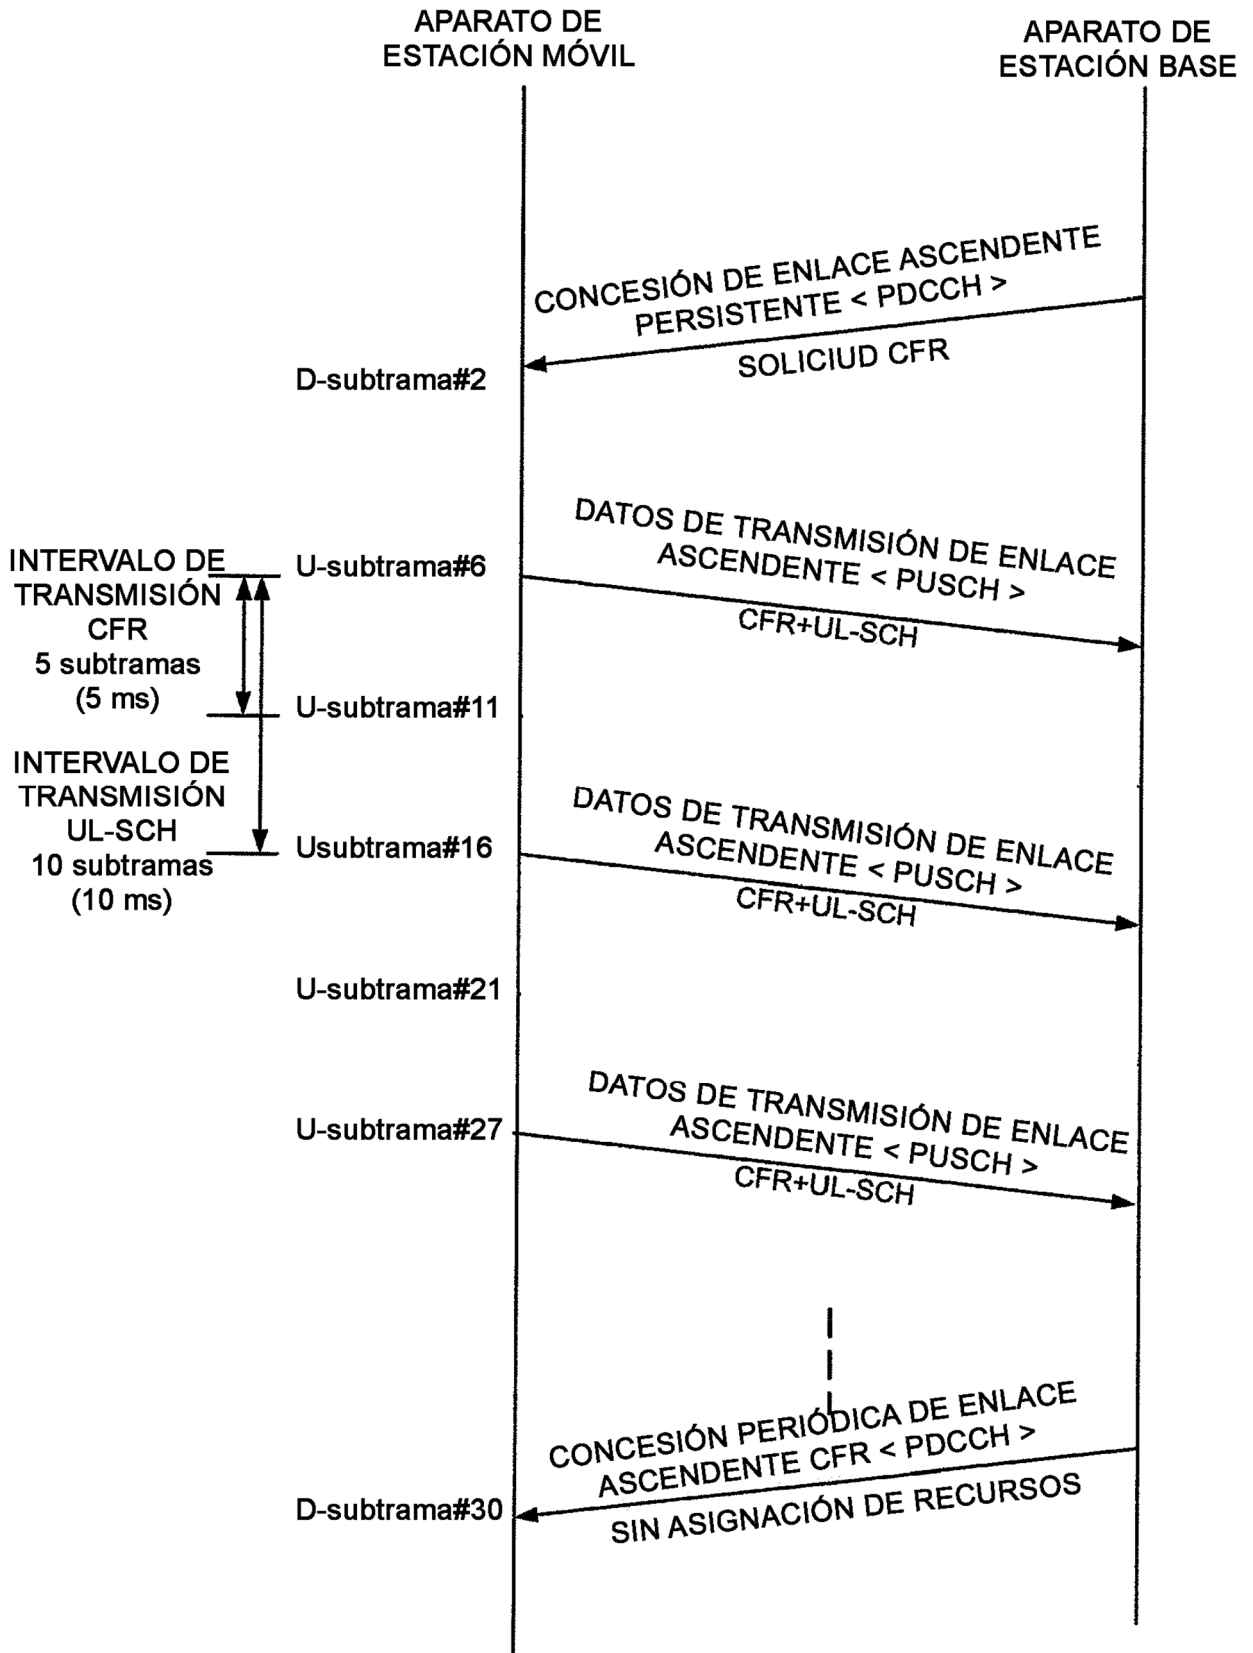 APARATO DE
ESTACIÓN MÓVIL
APARATO DE
ESTACIÓN BASE
CONCESIÓN DE ENLACE ASCENDENTE
PERSISTENTE < PDCCH >
SOLICIUD CFR
D-subtrama#2
DATOS DE TRANSMISIÓN DE ENLACE
ASCENDENTE < PUSCH >
CFR+UL-SCH
U-subtrama#6
INTERVALO DE
TRANSMISIÓN
CFR
5 subtramas
(5 ms)
U-subtrama#11
INTERVALO DE
TRANSMISIÓN
UL-SCH
10 subtramas
(10 ms)
DATOS DE TRANSMISIÓN DE ENLACE
ASCENDENTE < PUSCH >
CFR+UL-SCH
Usubtrama#16
U-subtrama#21
DATOS DE TRANSMISIÓN DE ENLACE
ASCENDENTE < PUSCH >
CFR+UL-SCH
U-subtrama#27
CONCESIÓN PERIÓDICA DE ENLACE
ASCENDENTE CFR < PDCCH >
SIN ASIGNACIÓN DE RECURSOS
D-subtrama#30